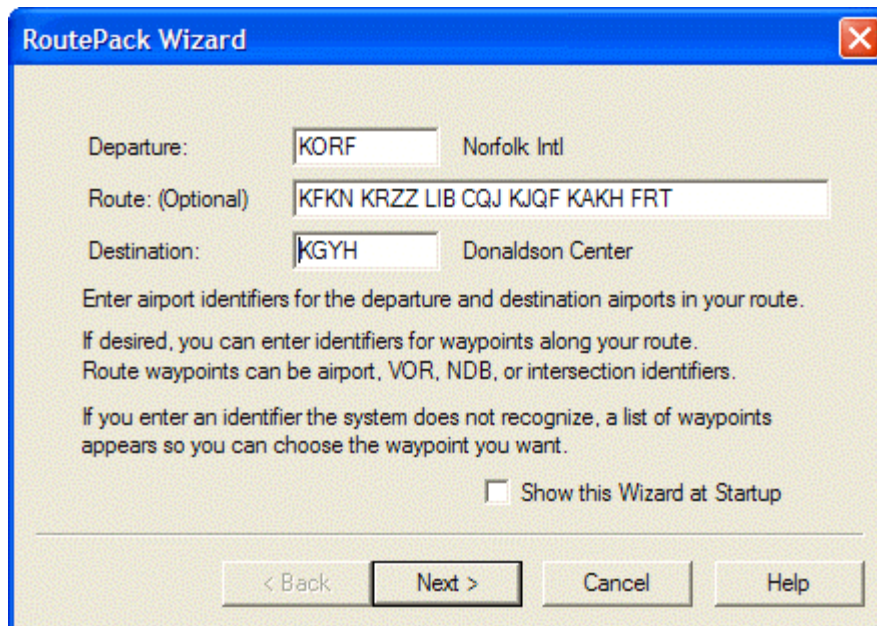 RoutePack Wizard
Departure: KORF Norfolk Intl
Route: (Optional) KFKN KRZZ LIB CQJ KJQF KAKH FRT
Destination: KGYH Donaldson Center
Enter airport identifiers for the departure and destination airports in your route.
If desired, you can enter identifiers for waypoints along your route.
Route waypoints can be airport, VOR, NDB, or intersection identifiers.
If you enter an identifier the system does not recognize, a list of waypoints
appears so you can choose the waypoint you want.
Show this Wizard at Startup
< Back Next > Cancel Help